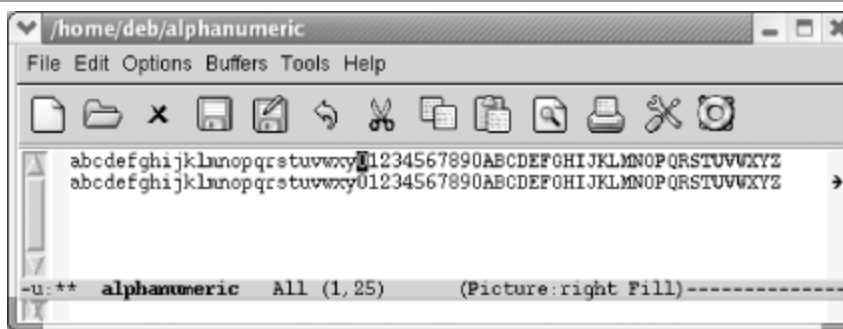 /home/deb/alphanumeric
File Edit Options Buffers Tools Help
abcdefghijklmnopqrstuvwxy01234567890ABCDEFGHIJKLMNOPQRSTUVWXYZ
abcdefghijklmnopqrstuvwxy01234567890ABCDEFGHIJKLMNOPQRSTUVWXYZ
-u:** alphanumeric All (1,25) (Picture:right Fill)--------------